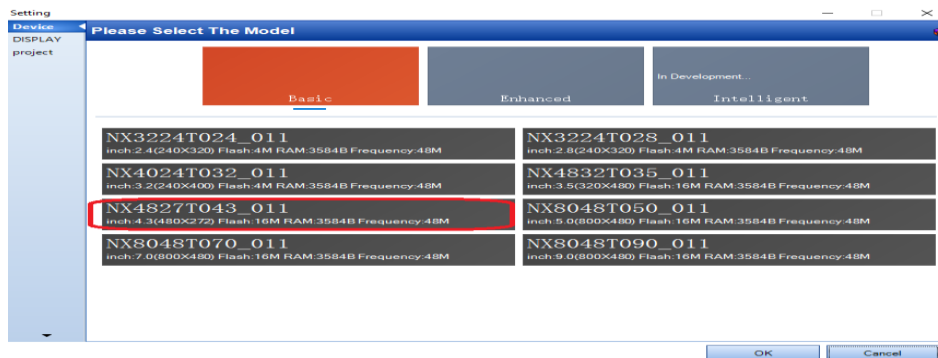 Setting
Device
DISPLAY
project
Please Select The Model
Basic
Enhanced
In Development...
Intelligent
NX3224T024_011
inch:2.4(240X320) Flash:4M RAM:3584B Frequency:48M
NX3224T028_011
inch:2.8(240X320) Flash:4M RAM:3584B Frequency:48M
NX4024T032_011
inch:3.2(240X400) Flash:4M RAM:3584B Frequency:48M
NX4832T035_011
inch:3.5(320X480) Flash:16M RAM:3584B Frequency:48M
NX4827T043_011
inch:4.3(480X272) Flash:16M RAM:3584B Frequency:48M
NX8048T050_011
inch:5.0(800X480) Flash:16M RAM:3584B Frequency:48M
NX8048T070_011
inch:7.0(800X480) Flash:16M RAM:3584B Frequency:48M
NX8048T090_011
inch:9.0(800X480) Flash:16M RAM:3584B Frequency:48M
OK
Cancel